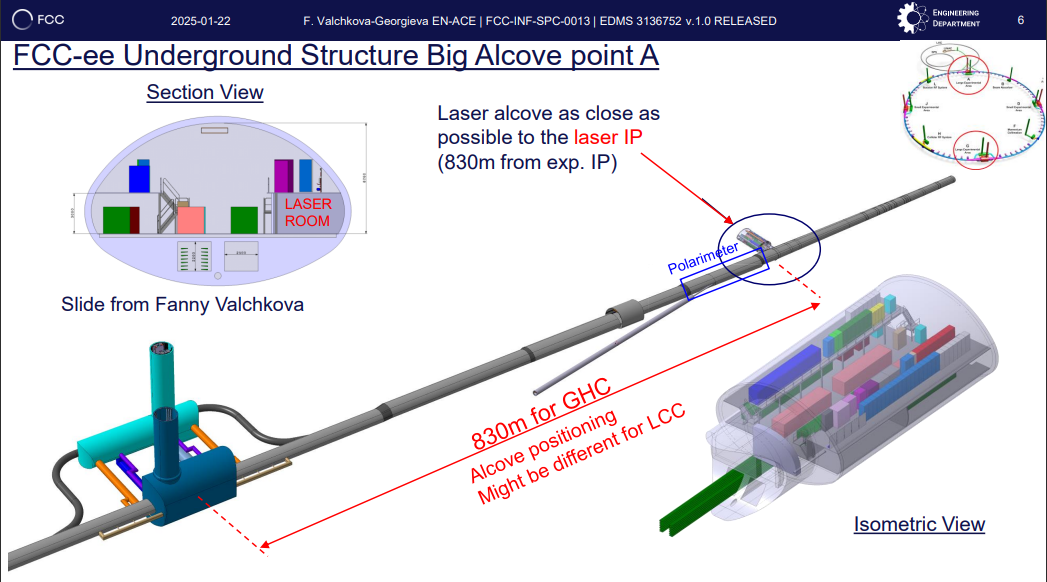 FCC
2025-01-22
F. Valchkova-Georgieva EN-ACE | FCC-INF-SPC-0013 | EDMS 3136752 v.1.0 RELEASED
ENGINEERING
DEPARTMENT
6
FCC-ee Underground Structure Big Alcove point A
Section View
Laser alcove as close as
possible to the laser IP
(830m from exp. IP)
LASER
ROOM
Polarimeter
Slide from Fanny Valchkova
830m for GHC
Alcove positioning
Might be different for LCC
Isometric View